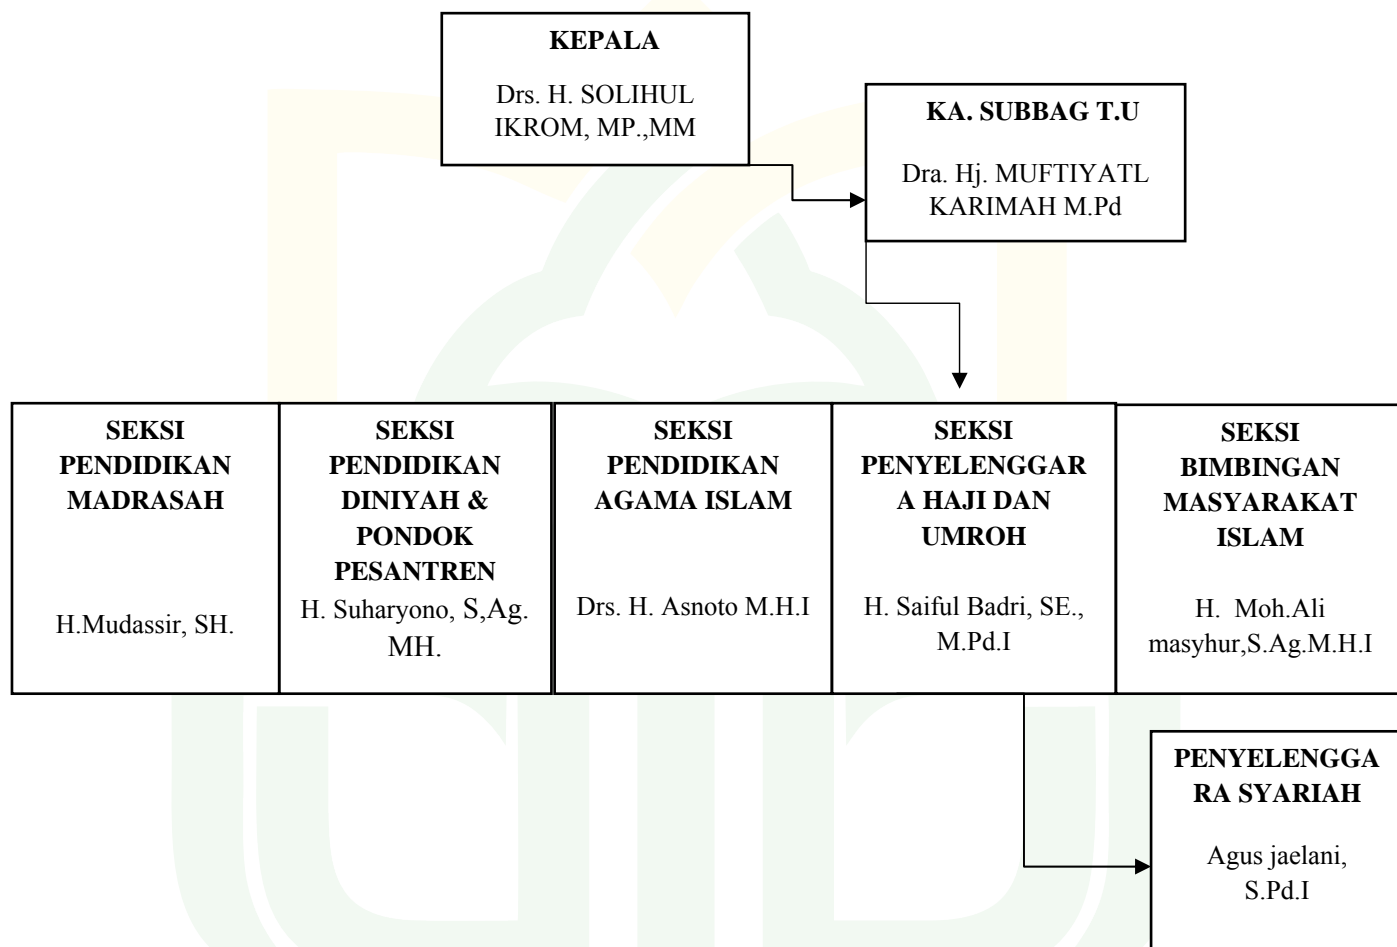 KEPALA
Drs. H. SOLIHUL
IKROM, MP.,MM
KA. SUBBAG T.U
Dra. Hj. MUFTIYATL
KARIMAH M.Pd
SEKSI
PENDIDIKAN
MADRASAH
H.Mudassir, SH.
SEKSI
PENDIDIKAN
DINIYAH &
PONDOK
PESANTREN
H. Suharyono, S,Ag.
MH.
SEKSI
PENDIDIKAN
AGAMA ISLAM
Drs. H. Asnoto M.H.I
SEKSI
PENYELENGGAR
A HAJI DAN
UMROH
H. Saiful Badri, SE.,
M.Pd.I
SEKSI
BIMBINGAN
MASYARAKAT
ISLAM
H. Moh.Ali
masyhur,S.Ag.M.H.I
PENYELENGGA
RA SYARIAH
Agus jaelani,
S.Pd.I